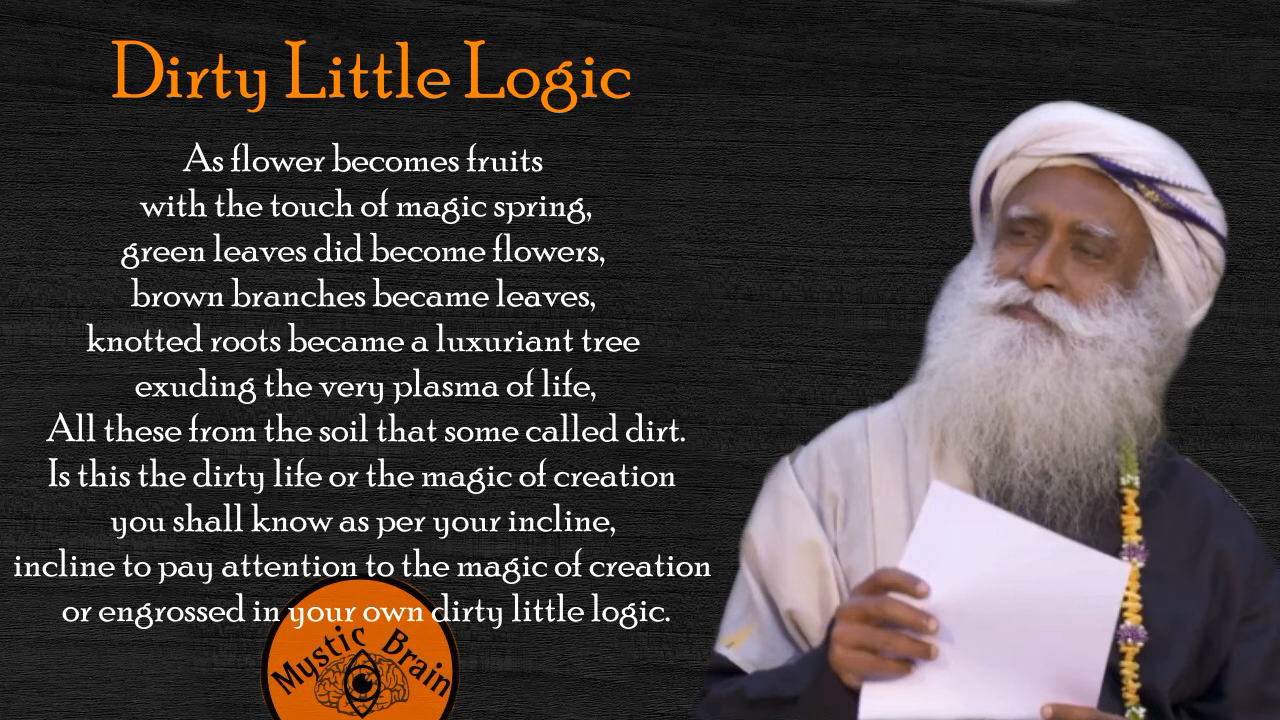 Dirty Little Logic
As flower becomes fruits
with the touch of magic spring,
green leaves did become flowers,
brown branches became leaves,
knotted roots became a luxuriant tree
exuding the very plasma of life,
All these from the soil that some called dirt.
Is this the dirty life or the magic of creation
you shall know as per your incline,
incline to pay attention to the magic of creation
or engrossed in your own dirty little logic.
Mystic Brain